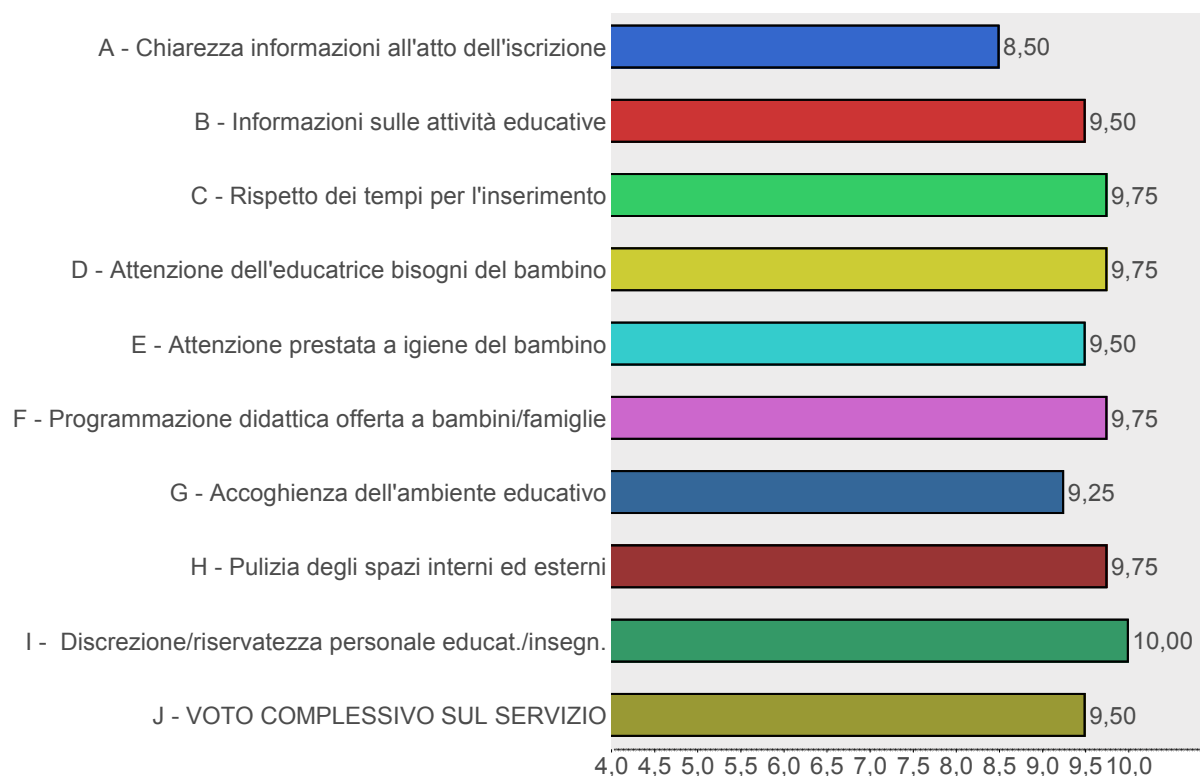 A - Chiarezza informazioni all'atto dell'iscrizione 8,50
B - Informazioni sulle attività educative 9,50
C - Rispetto dei tempi per l'inserimento 9,75
D - Attenzione dell'educatrice bisogni del bambino 9,75
E - Attenzione prestata a igiene del bambino 9,50
F - Programmazione didattica offerta a bambini/famiglie 9,75
G - Accoghienza dell'ambiente educativo 9,25
H - Pulizia degli spazi interni ed esterni 9,75
I - Discrezione/riservatezza personale educat./insegn. 10,00
J - VOTO COMPLESSIVO SUL SERVIZIO 9,50
4,0 4,5 5,0 5,5 6,0 6,5 7,0 7,5 8,0 8,5 9,0 9,5 10,0